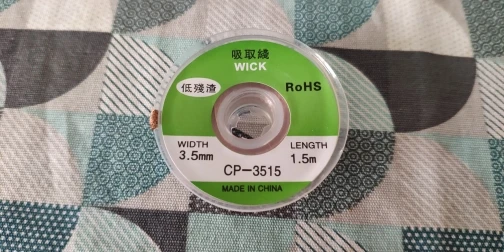 吸取綫
WICK
低殘渣
RoHS
WIDTH
3.5mm
LENGTH
1.5m
CP-3515
MADE IN CHINA